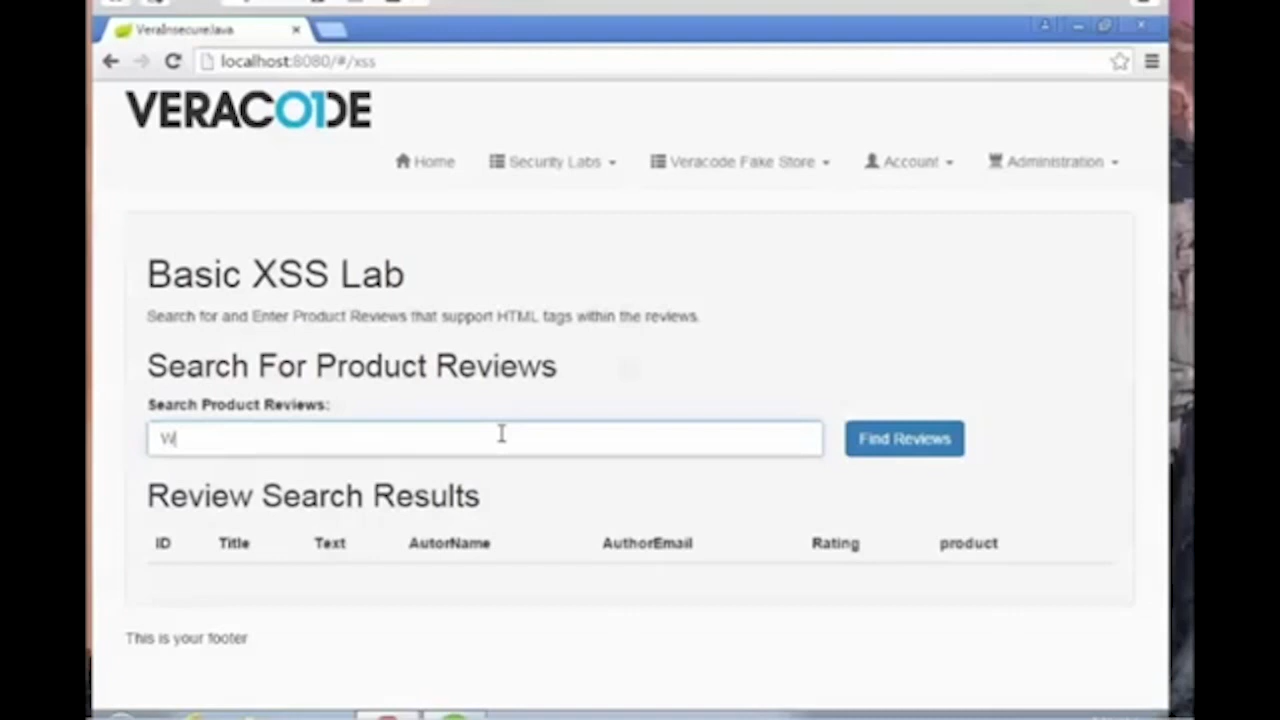 VeraInsecureJava
localhost:8080/#/xss
VERACODE
Home Security Labs Veracode Fake Store Account Administration
Basic XSS Lab
Search for and Enter Product Reviews that support HTML tags within the reviews.
Search For Product Reviews
Search Product Reviews:
W
Find Reviews
Review Search Results
ID Title Text AutorName AuthorEmail Rating product
This is your footer